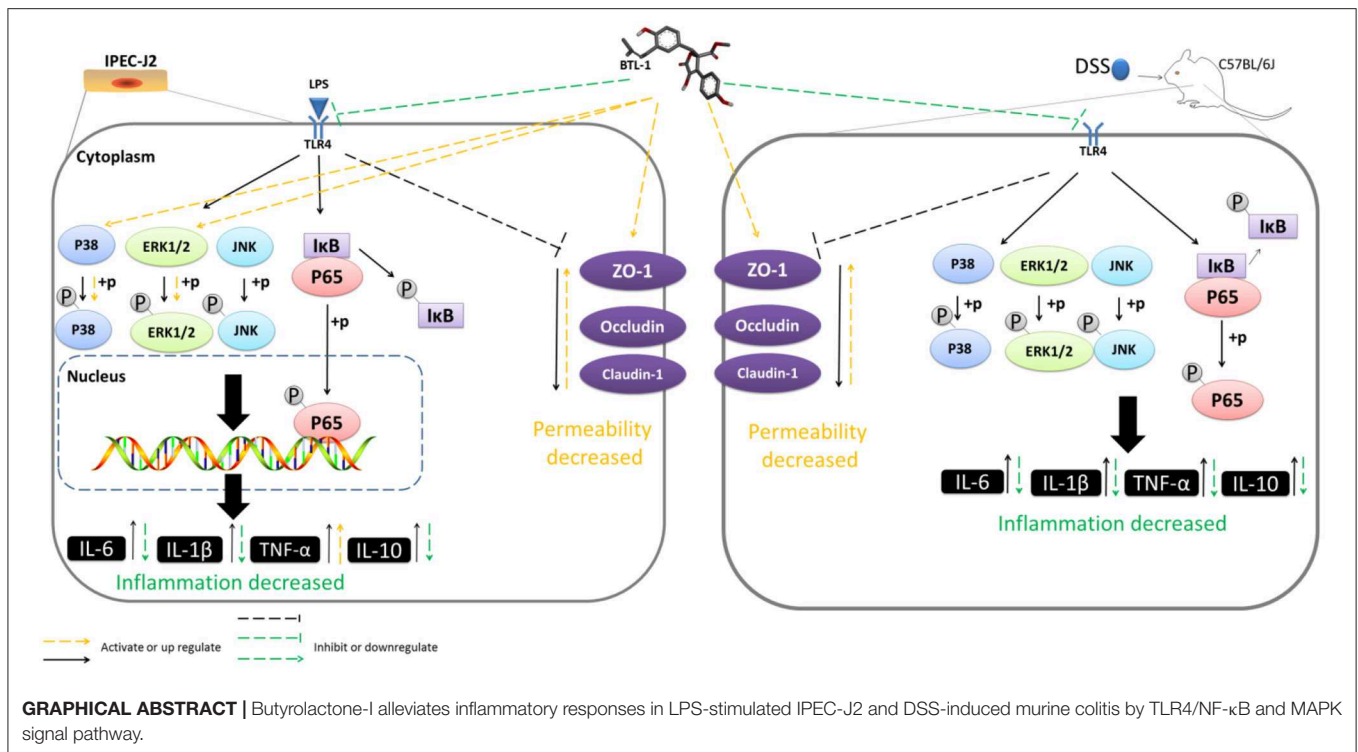 IPEC-J2
LPS
TLR4
BTL-1
DSS
C57BL/6J
TLR4
Cytoplasm
P38
ERK1/2
JNK
IκB
P65
+p
+p
+p
P
IκB
P
P38
P
ERK1/2
P
JNK
+p
Nucleus
P
P65
IL-6
IL-1β
TNF-α
IL-10
Inflammation decreased
ZO-1
Occludin
Claudin-1
Permeability
decreased
ZO-1
Occludin
Claudin-1
Permeability
decreased
P38
ERK1/2
JNK
IκB
P65
P
IκB
+p
+p
+p
P
P38
P
ERK1/2
P
JNK
+p
P
P65
IL-6
IL-1β
TNF-α
IL-10
Inflammation decreased
Activate or up regulate
Inhibit or downregulate
GRAPHICAL ABSTRACT | Butyrolactone-I alleviates inflammatory responses in LPS-stimulated IPEC-J2 and DSS-induced murine colitis by TLR4/NF-κB and MAPK
signal pathway.